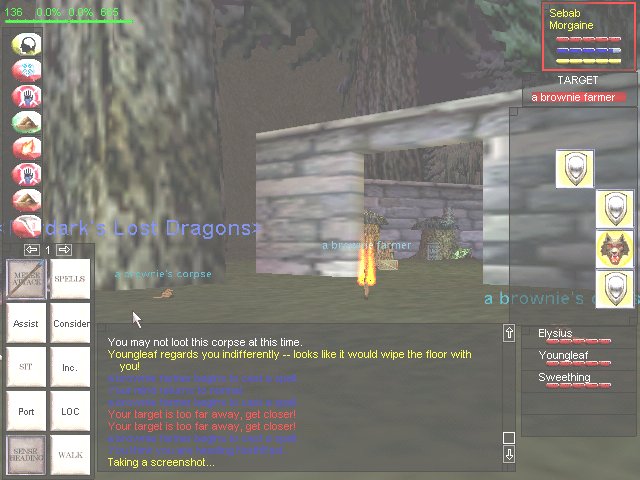 136 0.0% 0.0% 665
Sebab
Morgaine
TARGET
a brownie farmer
dark's Lost Dragons>
a brownie farmer
a brownie's corpse
a brownie's
1
MELEE ATTACK
SPELLS
Assist
Consider
SIT
Inc.
Port
LOC
SENSE HEADING
WALK
You may not loot this corpse at this time.
Youngleaf regards you indifferently -- looks like it would wipe the floor with
you!
Your target is too far away, get closer!
Your target is too far away, get closer!
Taking a screenshot...
Elysius
Youngleaf
Sweething